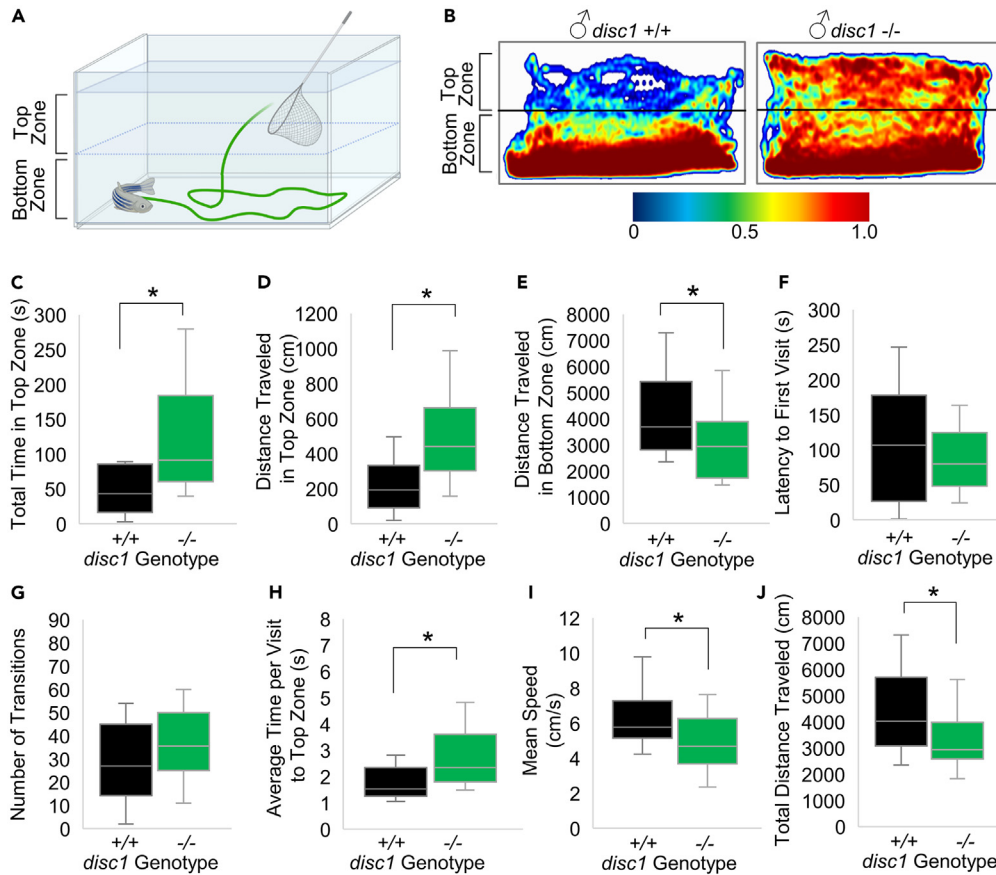 A
Top
Zone
Bottom
Zone
B
♂ disc1 +/+
♂ disc1 -/-
Top
Zone
Bottom
Zone
0
0.5
1.0
C
Total Time in Top Zone (s)
300
250
200
150
100
50
0
*
+/+
-/-
disc1 Genotype
D
Distance Traveled
in Top Zone (cm)
1200
1000
800
600
400
200
0
*
+/+
-/-
disc1 Genotype
E
Distance Traveled
in Bottom Zone (cm)
8000
7000
6000
5000
4000
3000
2000
1000
0
*
+/+
-/-
disc1 Genotype
F
Latency to First Visit (s)
300
250
200
150
100
50
0
+/+
-/-
disc1 Genotype
G
Number of Transitions
90
80
70
60
50
40
30
20
10
0
+/+
-/-
disc1 Genotype
H
Average Time per Visit
to Top Zone (s)
8
7
6
5
4
3
2
1
0
*
+/+
-/-
disc1 Genotype
I
Mean Speed
(cm/s)
12
10
8
6
4
2
0
*
+/+
-/-
disc1 Genotype
J
Total Distance Traveled (cm)
8000
7000
6000
5000
4000
3000
2000
1000
0
*
+/+
-/-
disc1 Genotype